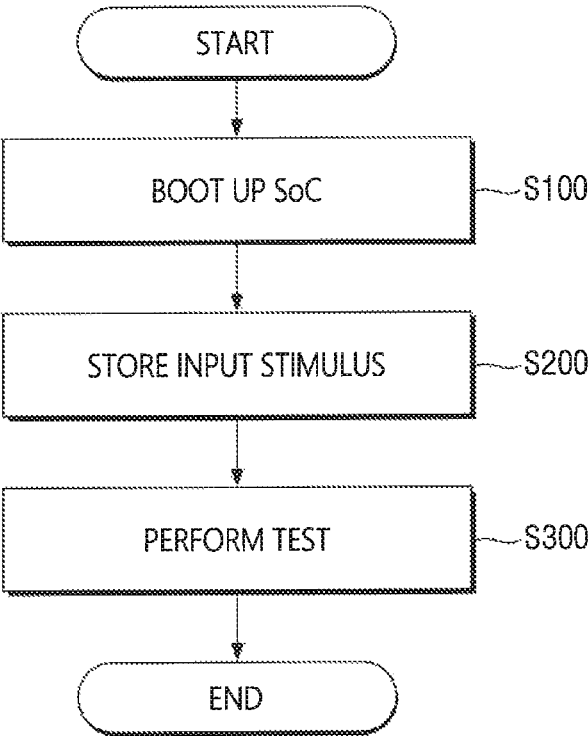 START
BOOT UP SoC
S100
STORE INPUT STIMULUS
S200
PERFORM TEST
S300
END